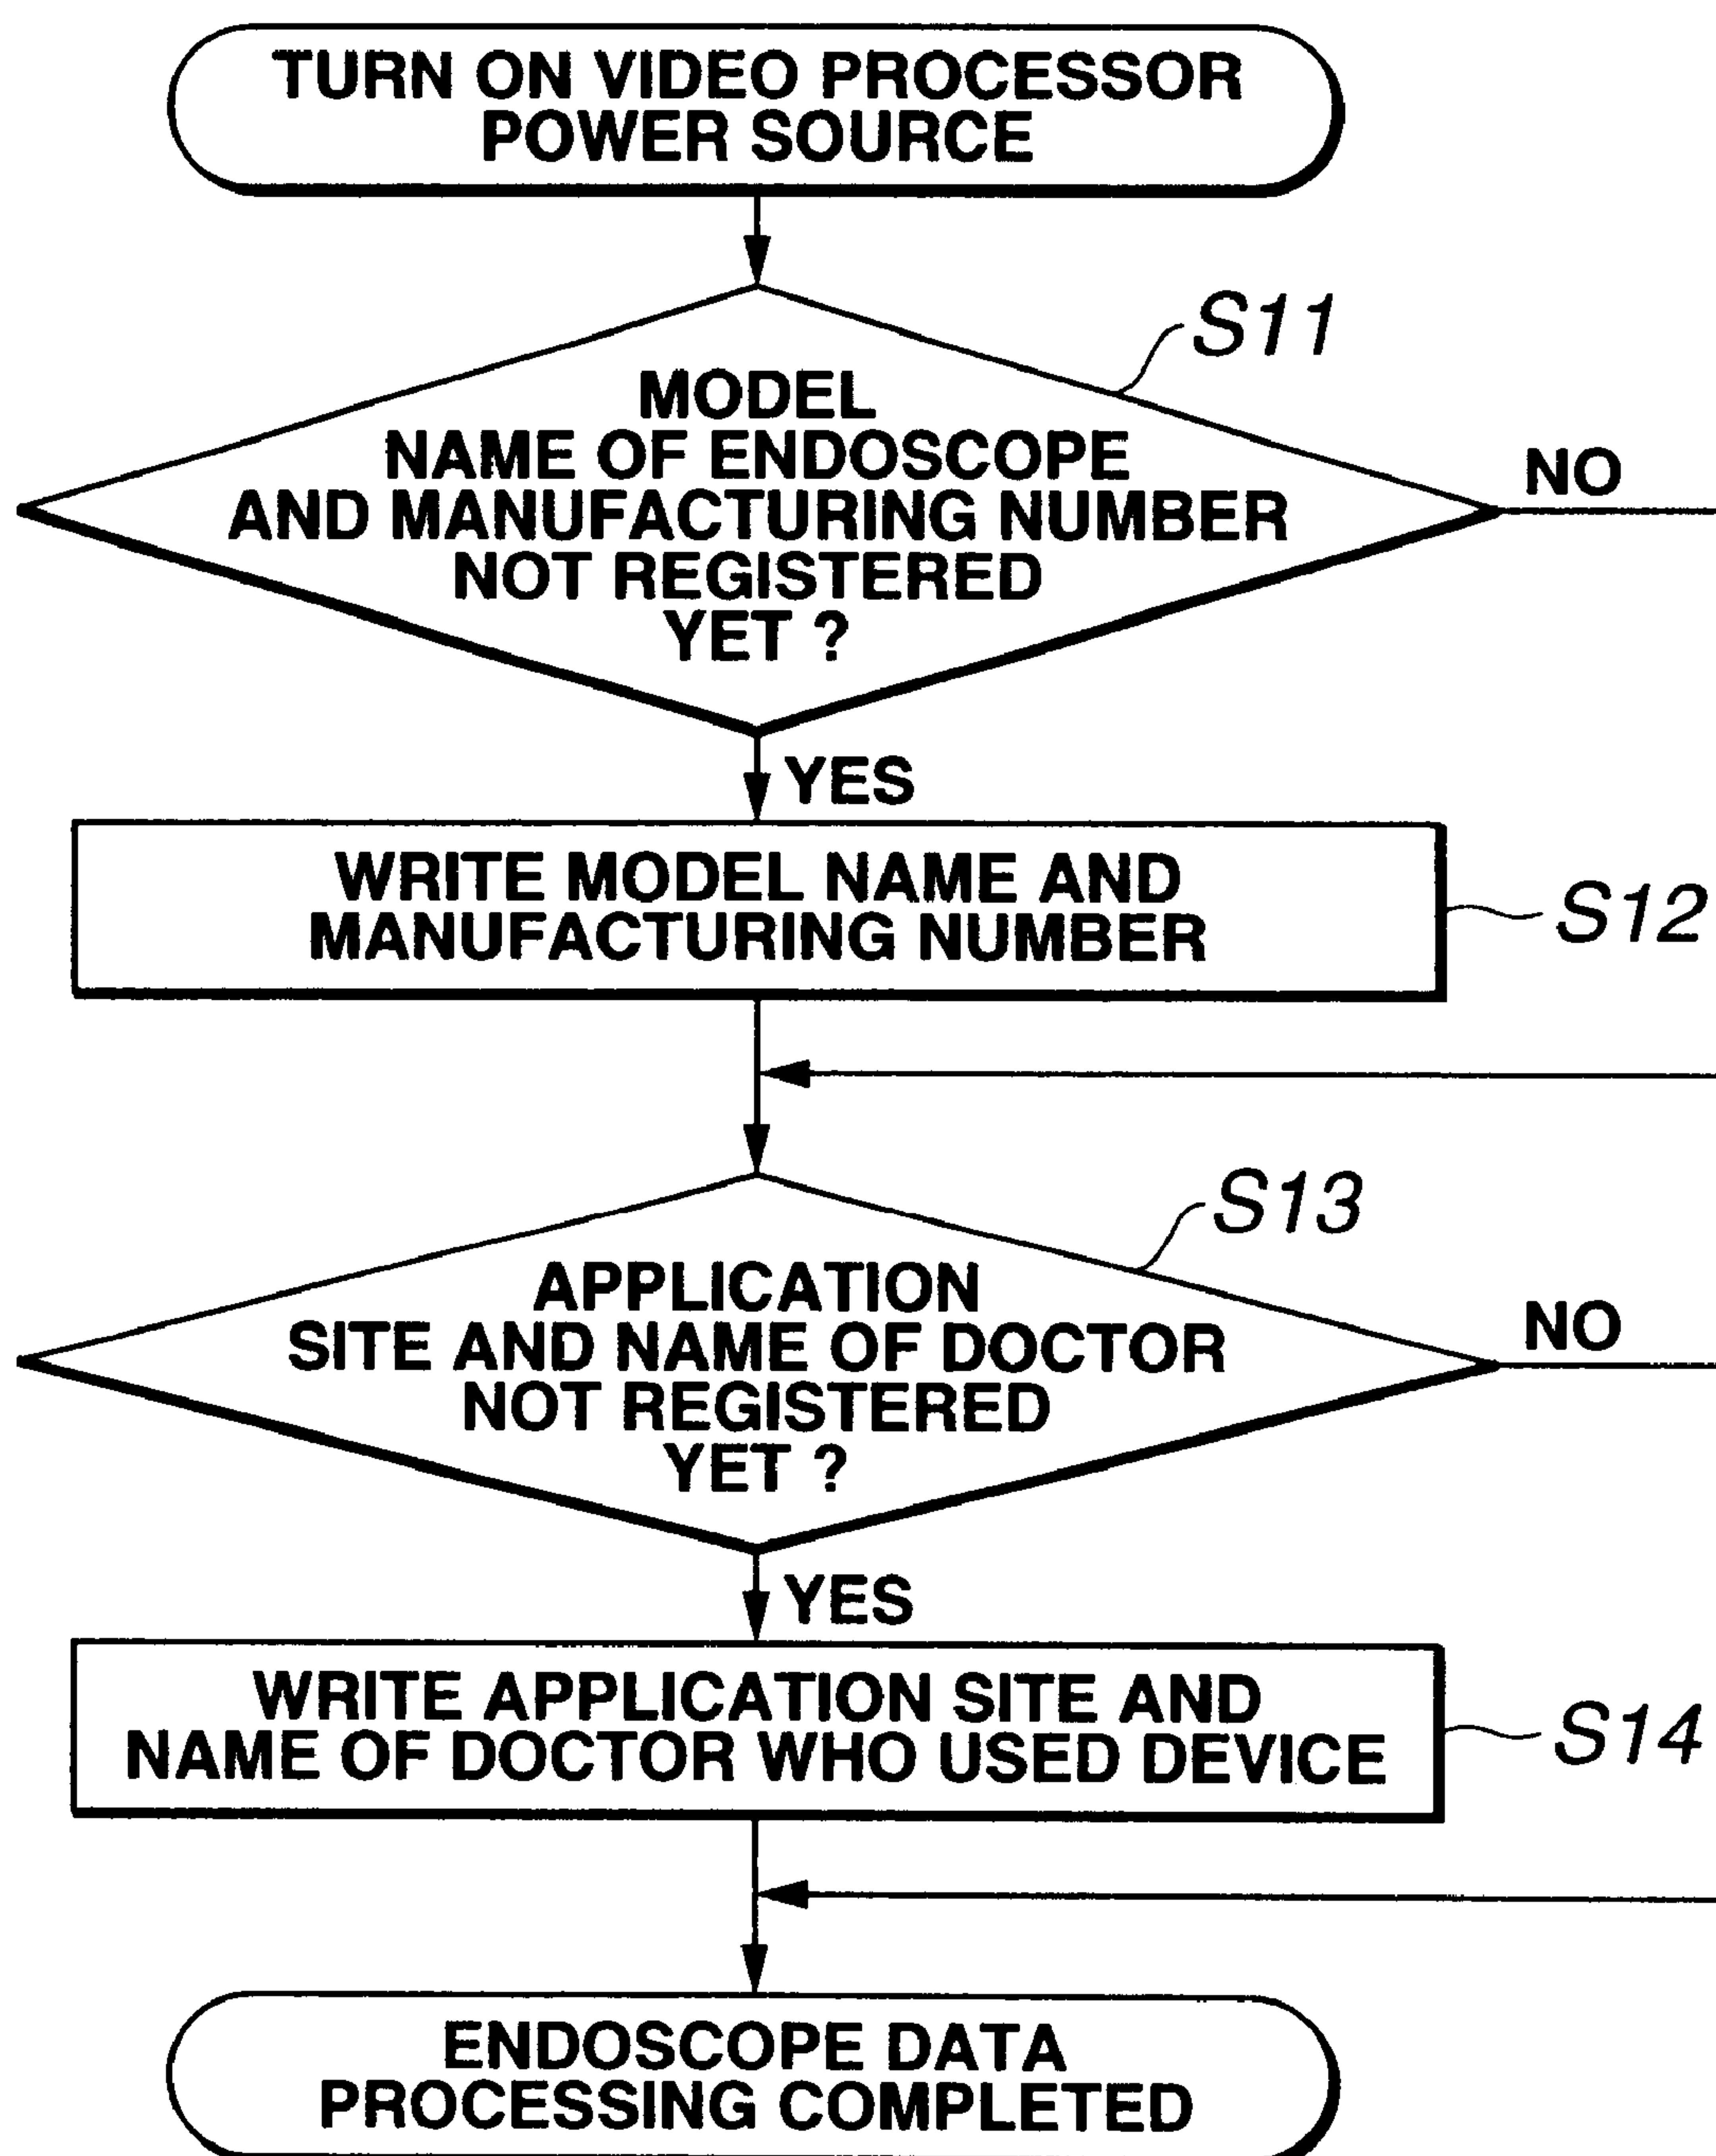 TURN ON VIDEO PROCESSOR
POWER SOURCE
S11
MODEL
NAME OF ENDOSCOPE
AND MANUFACTURING NUMBER
NOT REGISTERED
YET ?
NO
YES
WRITE MODEL NAME AND
MANUFACTURING NUMBER
S12
S13
APPLICATION
SITE AND NAME OF DOCTOR
NOT REGISTERED
YET ?
NO
YES
WRITE APPLICATION SITE AND
NAME OF DOCTOR WHO USED DEVICE
S14
ENDOSCOPE DATA
PROCESSING COMPLETED